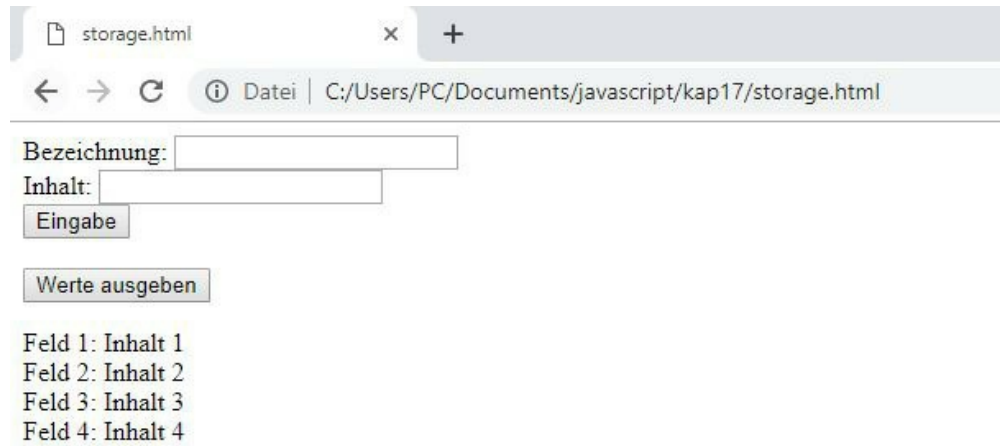 storage.html
Datei | C:/Users/PC/Documents/javascript/kap17/storage.html
Bezeichnung:
Inhalt:
Eingabe
Werte ausgeben
Feld 1: Inhalt 1
Feld 2: Inhalt 2
Feld 3: Inhalt 3
Feld 4: Inhalt 4